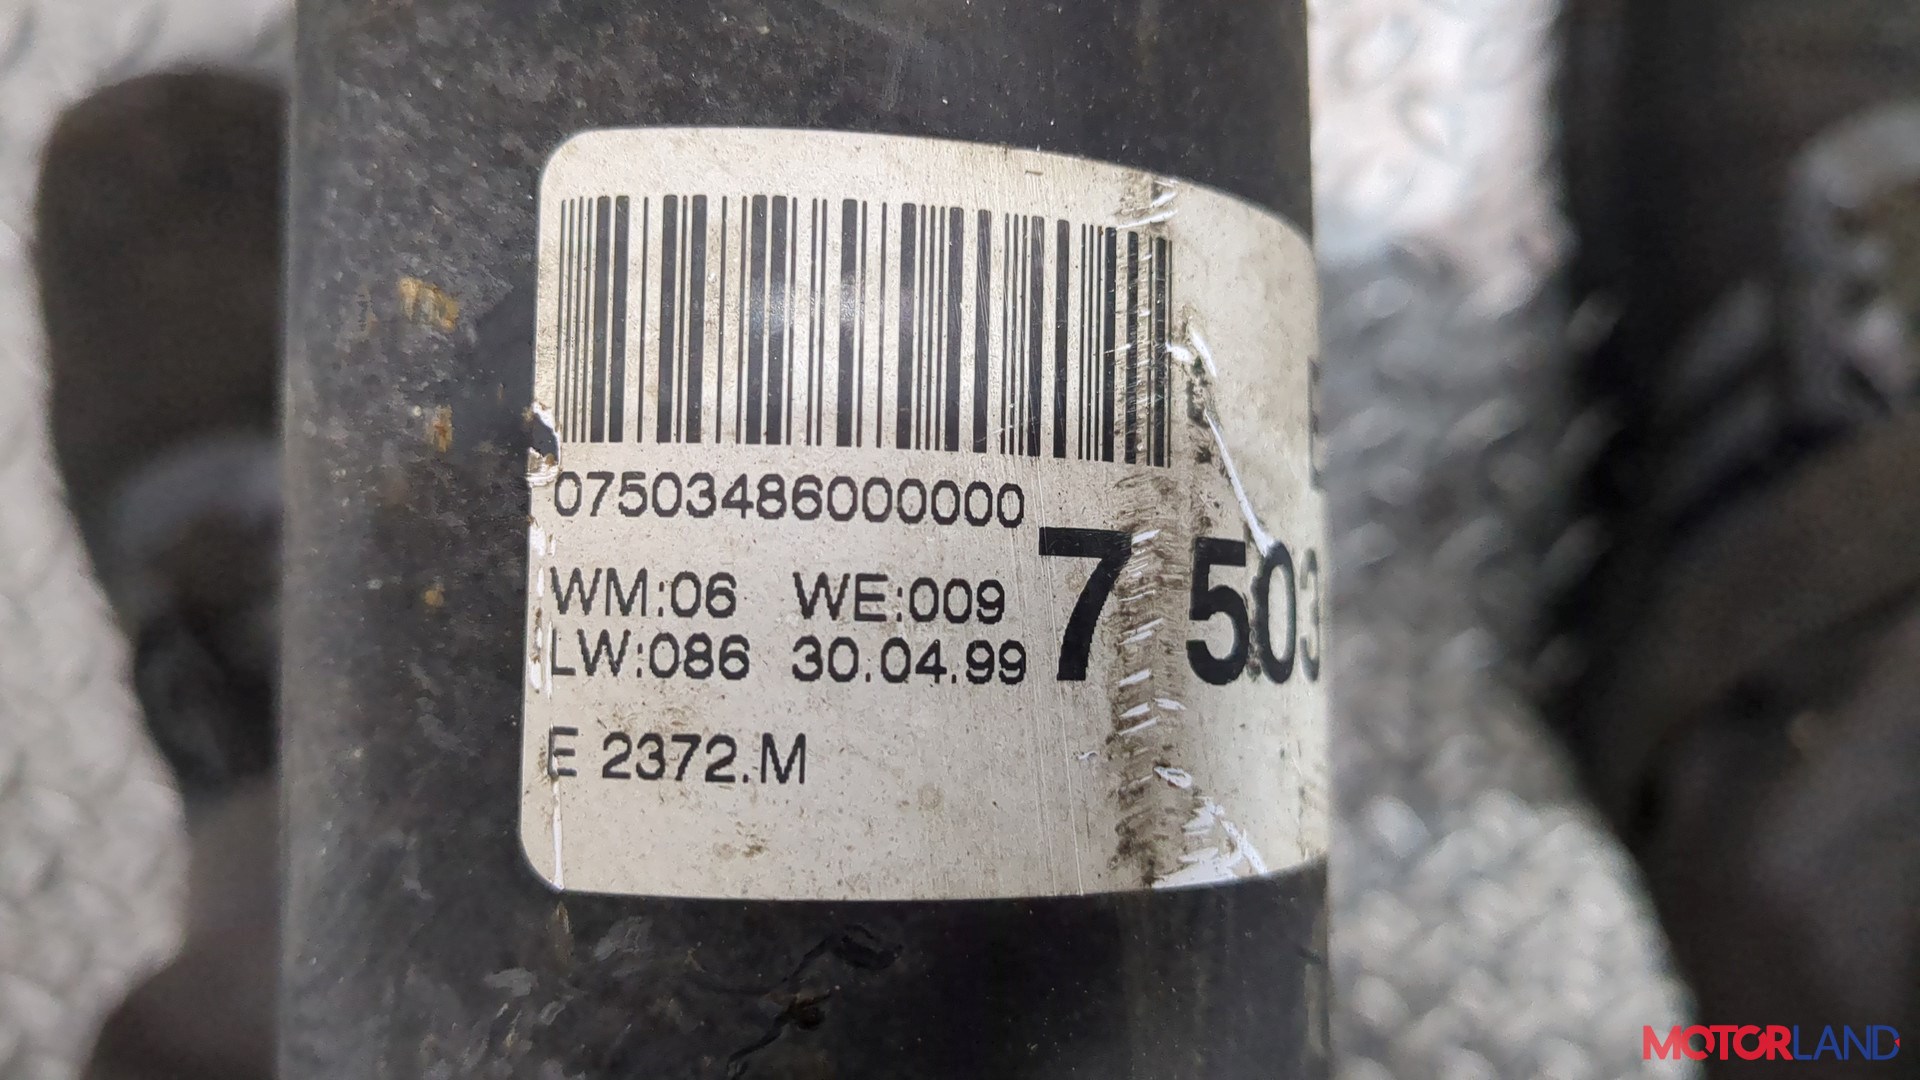 07503486000000
WM:06 WE:009
LW:086 30.04.99
7 503
E 2372.M
MOTORLAND